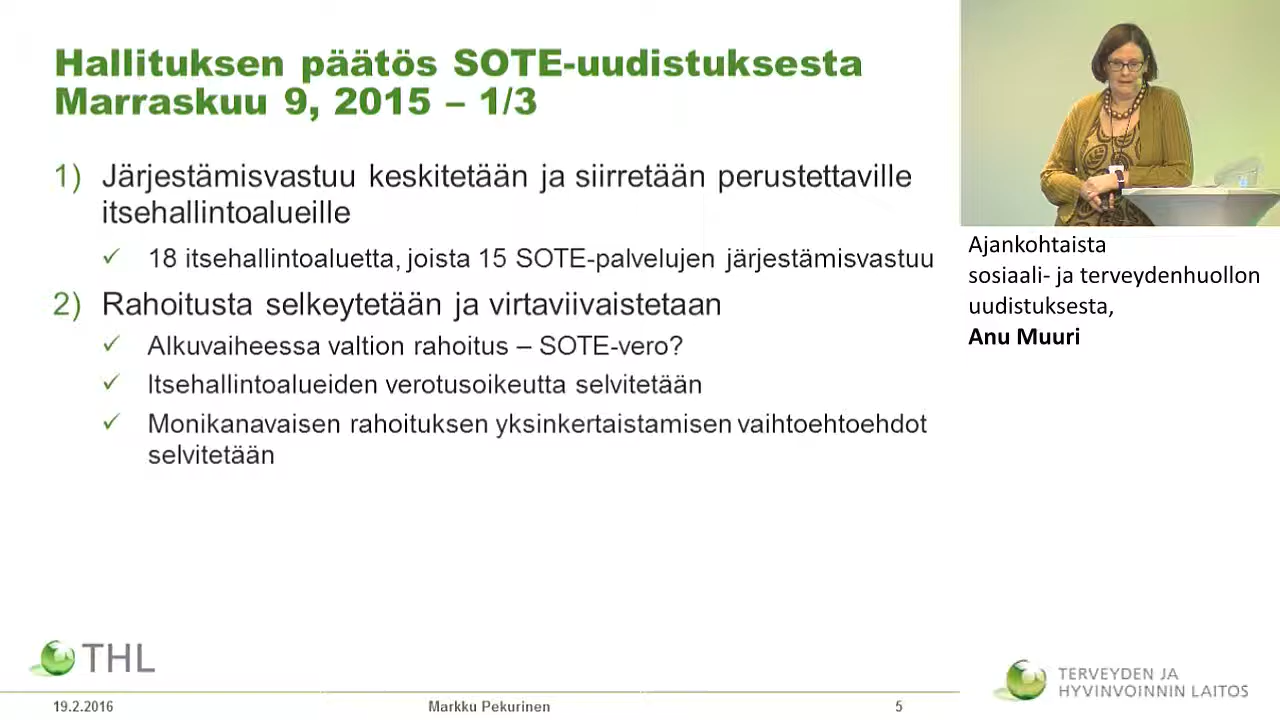 Hallituksen päätös SOTE-uudistuksesta
Marraskuu 9, 2015 – 1/3
1) Järjestämisvastuu keskitetään ja siirretään perustettaville
itsehallintoalueille
✓ 18 itsehallintoaluetta, joista 15 SOTE-palvelujen järjestämisvastuu
2) Rahoitusta selkeytetään ja virtaviivaistetaan
✓ Alkuvaiheessa valtion rahoitus – SOTE-vero?
✓ Itsehallintoalueiden verotusoikeutta selvitetään
✓ Monikanavaisen rahoituksen yksinkertaistamisen vaihtoehtoehdot
selvitetään
THL
19.2.2016
Markku Pekurinen
5
Ajankohtaista
sosiaali- ja terveydenhuollon
uudistuksesta,
Anu Muuri
TERVEYDEN JA
HYVINVOINNIN LAITOS